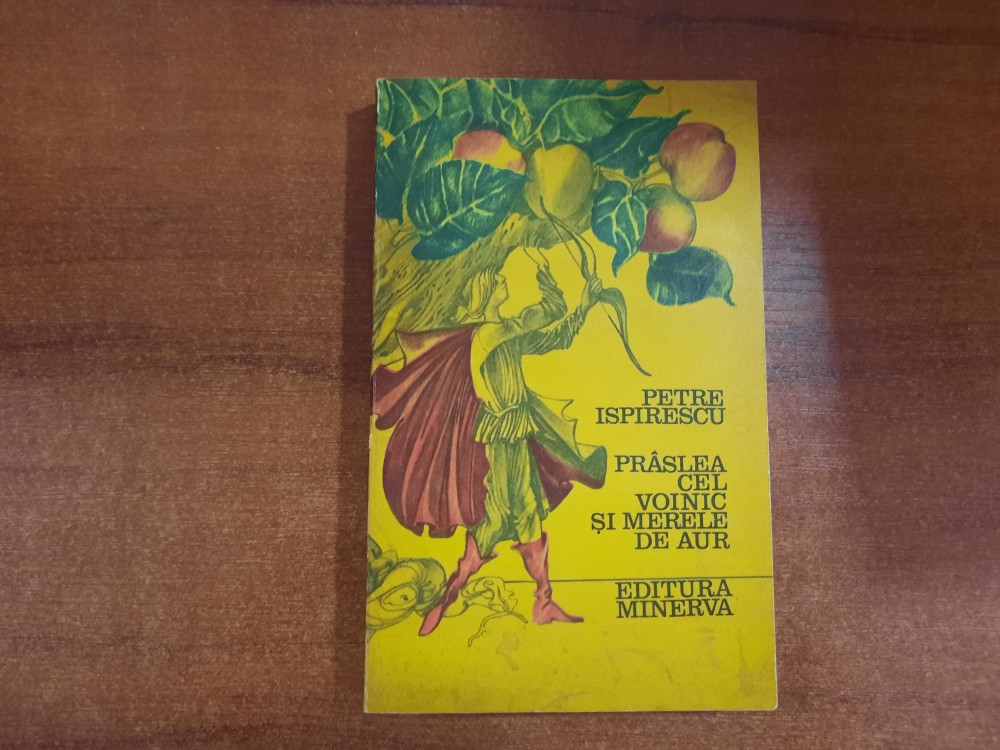 PETRE
ISPIRESCU
PRÂSLEA
CEL
VOINIC
ȘI MERELE
DE AUR
EDITURA
MINERVA